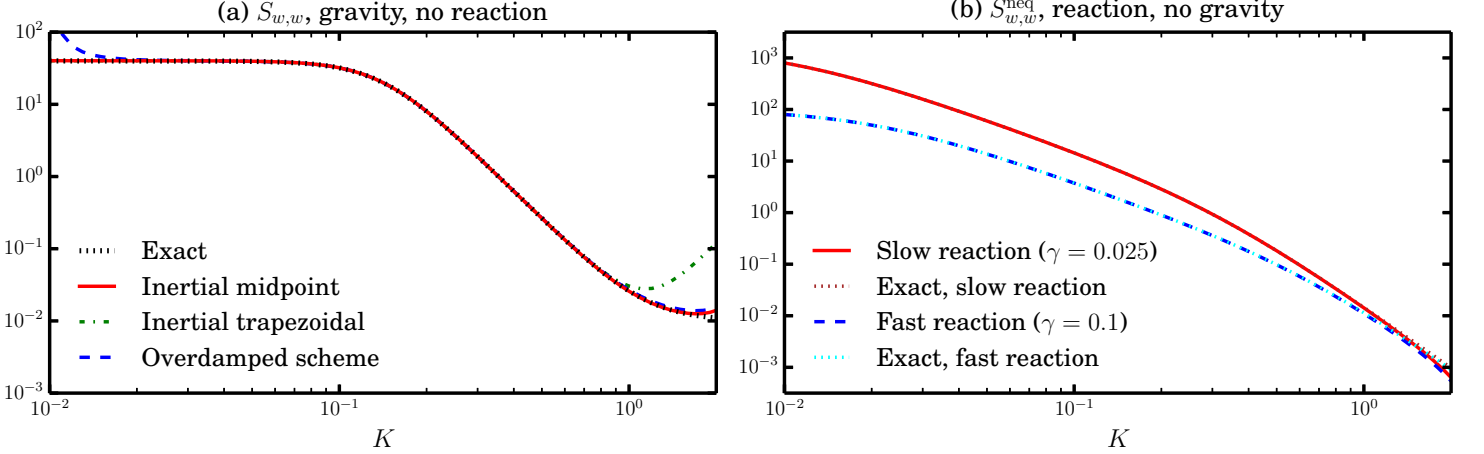 (a) $S_{w,w}$, gravity, no reaction
10^2
10^1
10^0
10^{-1}
10^{-2}
10^{-3}
Exact
Inertial midpoint
Inertial trapezoidal
Overdamped scheme
10^{-2} 10^{-1} 10^0
K
(b) $S_{w,w}^{\mathrm{neq}}$, reaction, no gravity
10^3
10^2
10^1
10^0
10^{-1}
10^{-2}
10^{-3}
Slow reaction (γ = 0.025)
Exact, slow reaction
Fast reaction (γ = 0.1)
Exact, fast reaction
10^{-2} 10^{-1} 10^0
K